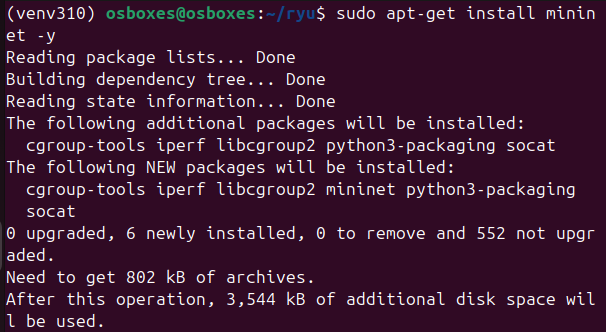 (venv310) osboxes@osboxes:~/ryu$ sudo apt-get install minin
et -y
Reading package lists... Done
Building dependency tree... Done
Reading state information... Done
The following additional packages will be installed:
  cgroup-tools iperf libcgroup2 python3-packaging socat
The following NEW packages will be installed:
  cgroup-tools iperf libcgroup2 mininet python3-packaging
  socat
0 upgraded, 6 newly installed, 0 to remove and 552 not upgr
aded.
Need to get 802 kB of archives.
After this operation, 3,544 kB of additional disk space wil
l be used.